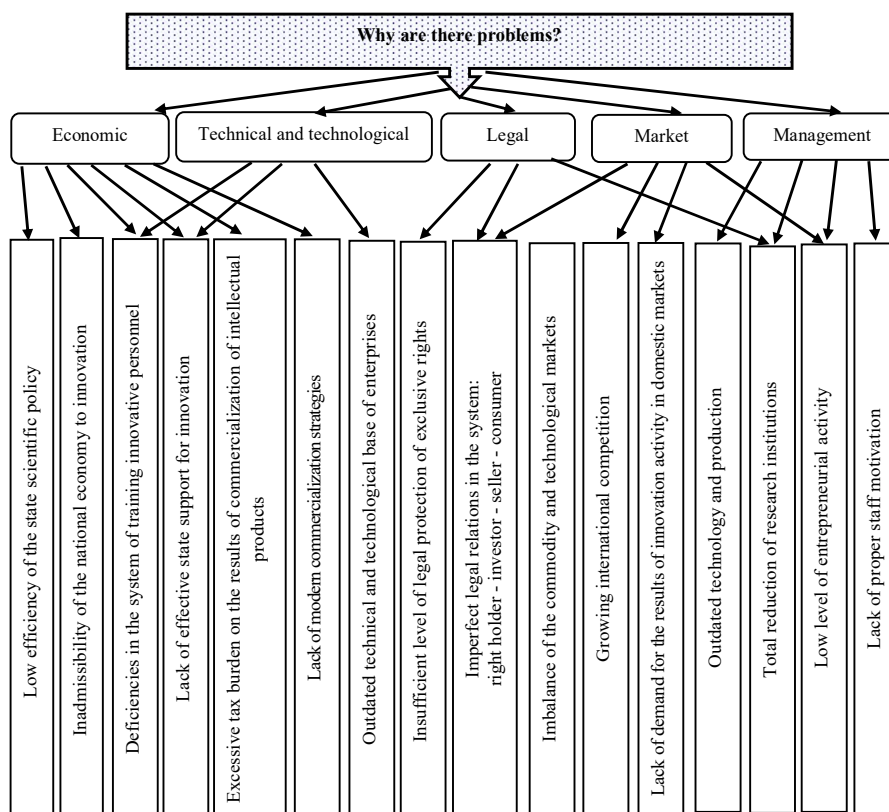 Why are there problems?
Economic
Technical and technological
Legal
Market
Management
Low efficiency of the state scientific policy
Inadmissibility of the national economy to innovation
Deficiencies in the system of training innovative personnel
Lack of effective state support for innovation
Excessive tax burden on the results of commercialization of intellectual
products
Lack of modern commercialization strategies
Outdated technical and technological base of enterprises
Insufficient level of legal protection of exclusive rights
Imperfect legal relations in the system:
right holder - investor - seller - consumer
Imbalance of the commodity and technological markets
Growing international competition
Lack of demand for the results of innovation activity in domestic markets
Outdated technology and production
Total reduction of research institutions
Low level of entrepreneurial activity
Lack of proper staff motivation